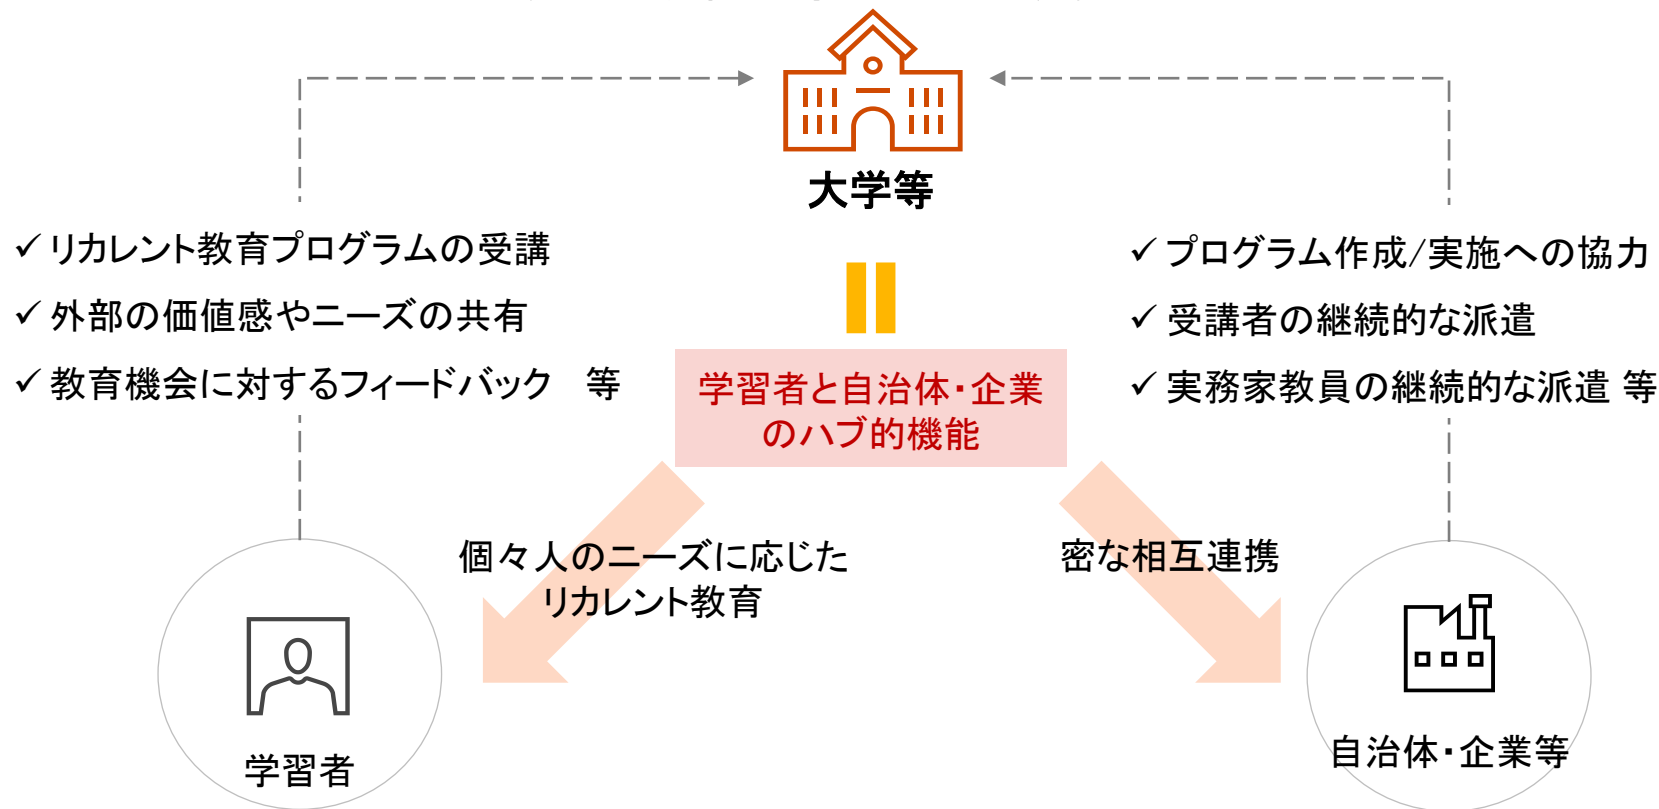 大学等
✓リカレント教育プログラムの受講
✓外部の価値感やニーズの共有
✓教育機会に対するフィードバック　等
✓プログラム作成/実施への協力
✓受講者の継続的な派遣
✓実務家教員の継続的な派遣 等
学習者と自治体・企業
のハブ的機能
個々人のニーズに応じた
リカレント教育
密な相互連携
学習者
自治体・企業等